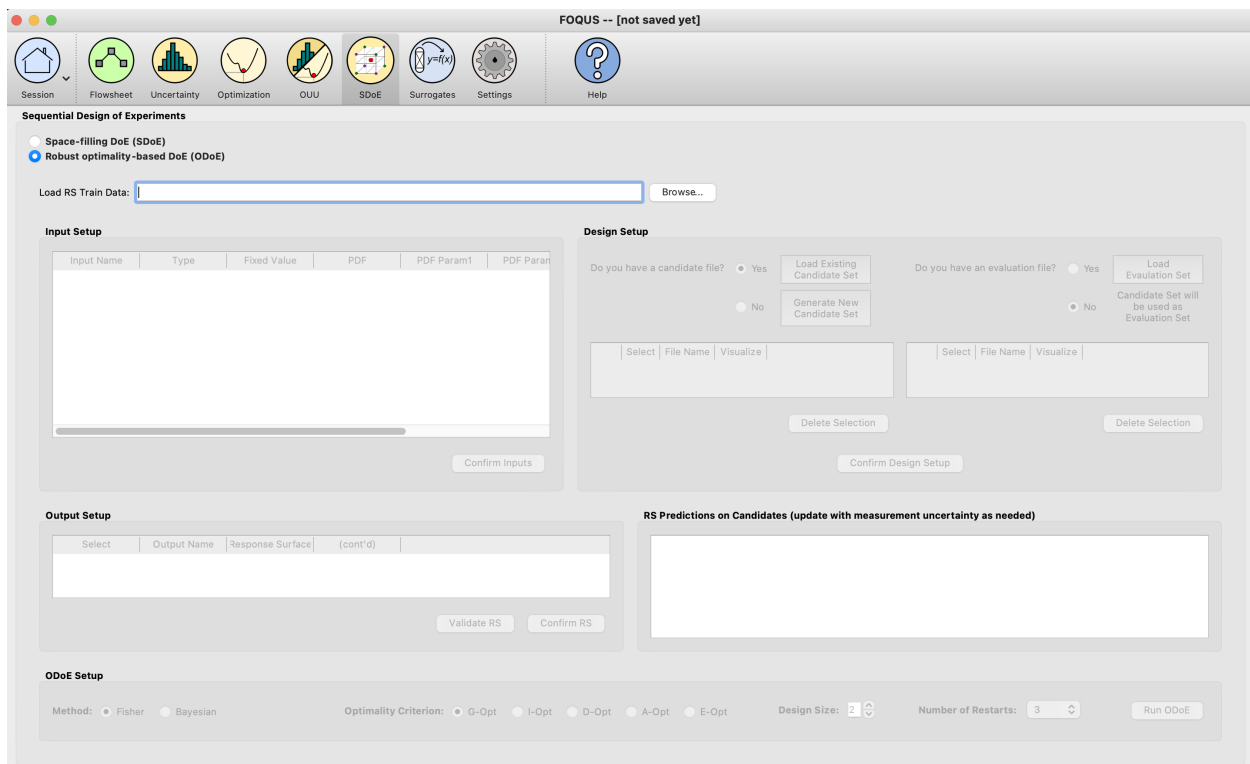 FOQUS -- [not saved yet]
y=f(x)
Session Flowsheet Uncertainty Optimization OUU SDoE Surrogates Settings Help
Sequential Design of Experiments
Space-filling DoE (SDoE)
Robust optimality-based DoE (ODoE)
Load RS Train Data: Browse...
Input Setup
Input Name Type Fixed Value PDF PDF Param1 PDF Param
Confirm Inputs
Design Setup
Do you have a candidate file? Yes
Load Existing
Candidate Set
No
Generate New
Candidate Set
Do you have an evaluation file? Yes
Load
Evaulation Set
No
Candidate Set will
be used as
Evaluation Set
Select File Name Visualize
Select File Name Visualize
Delete Selection
Delete Selection
Confirm Design Setup
Output Setup
Select Output Name Response Surface (cont'd)
Validate RS Confirm RS
RS Predictions on Candidates (update with measurement uncertainty as needed)
ODoE Setup
Method: Fisher Bayesian Optimality Criterion: G-Opt I-Opt D-Opt A-Opt E-Opt Design Size: 2 Number of Restarts: 3 Run ODoE